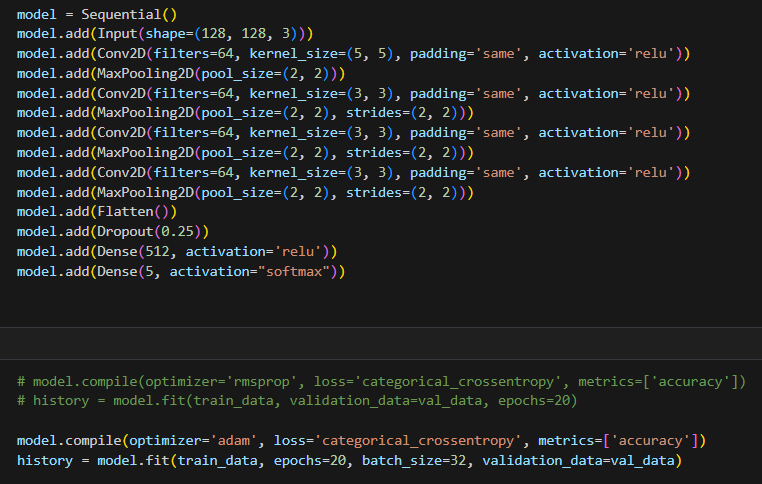 model = Sequential()
model.add(Input(shape=(128, 128, 3)))
model.add(Conv2D(filters=64, kernel_size=(5, 5), padding='same', activation='relu'))
model.add(MaxPooling2D(pool_size=(2, 2)))
model.add(Conv2D(filters=64, kernel_size=(3, 3), padding='same', activation='relu'))
model.add(MaxPooling2D(pool_size=(2, 2), strides=(2, 2)))
model.add(Conv2D(filters=64, kernel_size=(3, 3), padding='same', activation='relu'))
model.add(MaxPooling2D(pool_size=(2, 2), strides=(2, 2)))
model.add(Conv2D(filters=64, kernel_size=(3, 3), padding='same', activation='relu'))
model.add(MaxPooling2D(pool_size=(2, 2), strides=(2, 2)))
model.add(Flatten())
model.add(Dropout(0.25))
model.add(Dense(512, activation='relu'))
model.add(Dense(5, activation="softmax"))
# model.compile(optimizer='rmsprop', loss='categorical_crossentropy', metrics=['accuracy'])
# history = model.fit(train_data, validation_data=val_data, epochs=20)
model.compile(optimizer='adam', loss='categorical_crossentropy', metrics=['accuracy'])
history = model.fit(train_data, epochs=20, batch_size=32, validation_data=val_data)